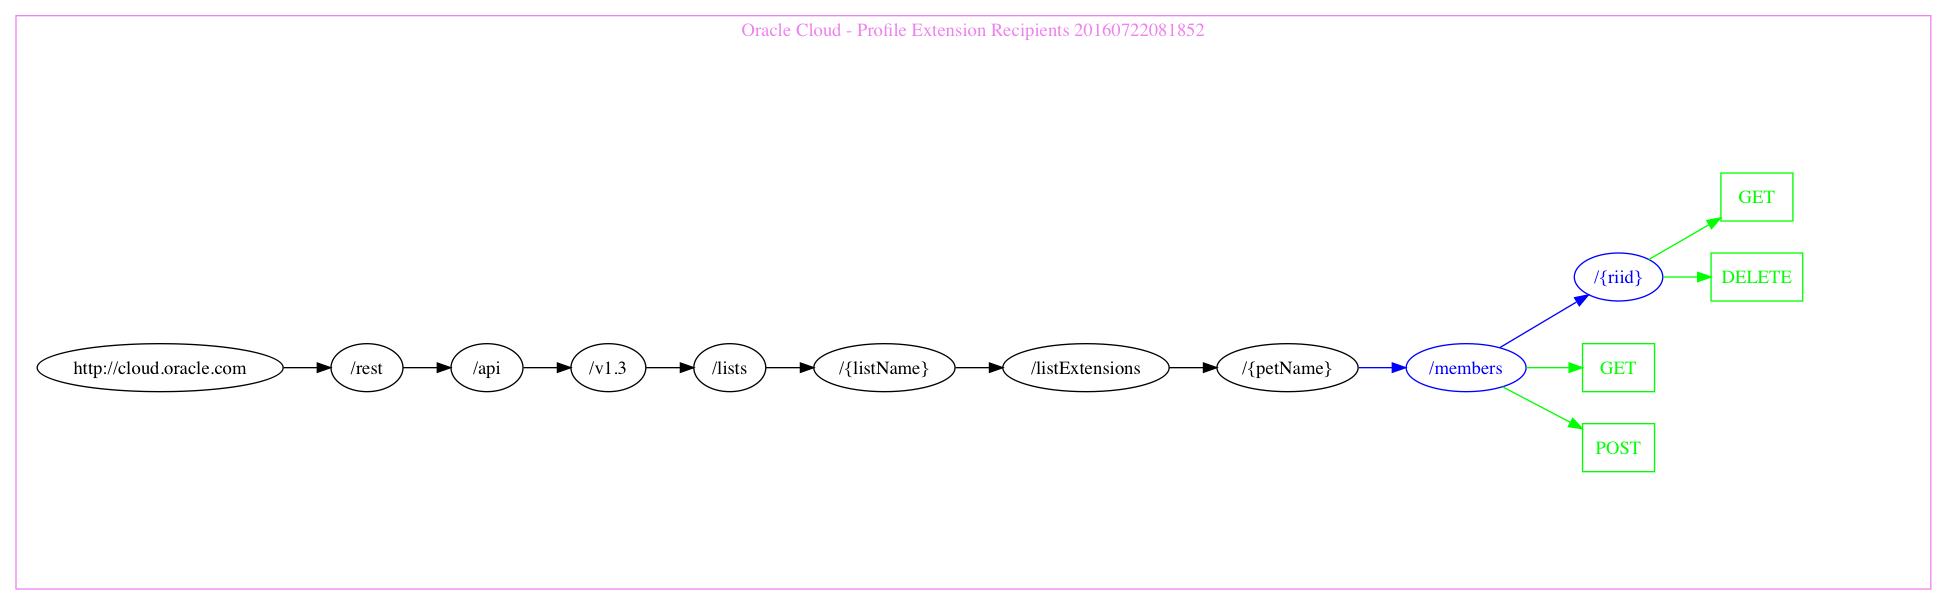 Oracle Cloud - Profile Extension Recipients 20160722081852
http://cloud.oracle.com
/rest
/api
/v1.3
/lists
/{listName}
/listExtensions
/{petName}
/members
/{riid}
GET
DELETE
GET
POST